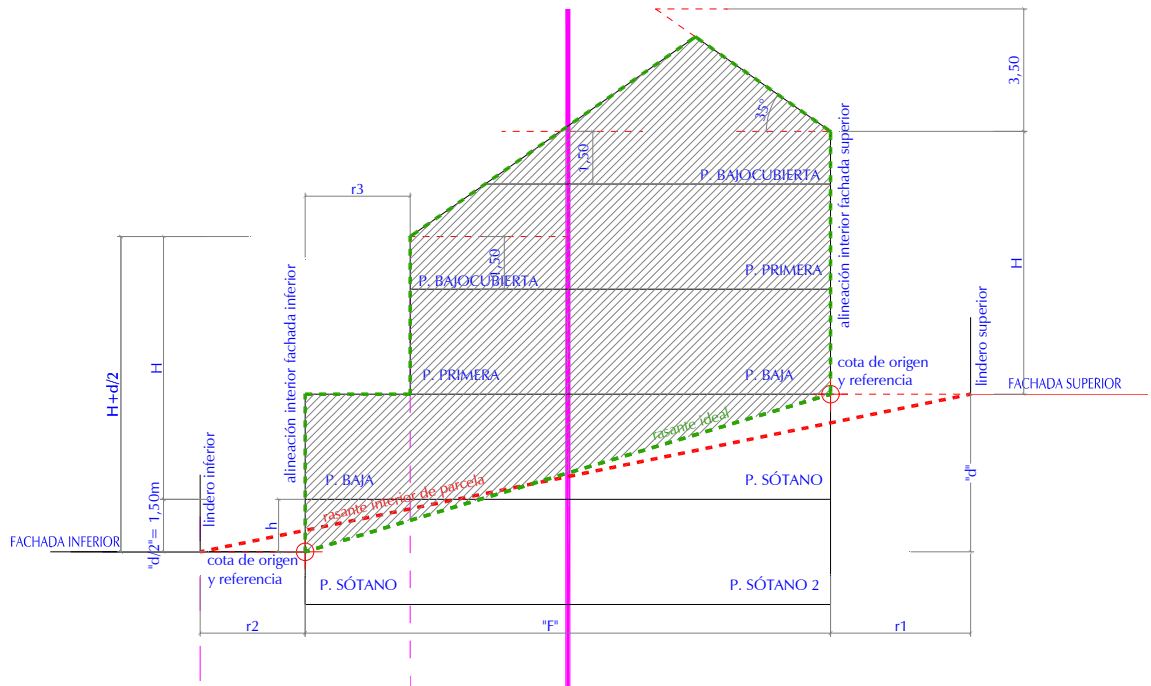 3,50
35°
1,50
P. BAJOCUBIERTA
alineación interior fachada superior
r3
1,50
P. BAJOCUBIERTA
P. PRIMERA
H
alineación interior fachada inferior
lindero superior
H
H+d/2
P. PRIMERA
P. BAJA
cota de origen
y referencia
FACHADA SUPERIOR
rasante ideal
lindero inferior
P. BAJA
rasante interior de parcela
P. SÓTANO
"d"
"d/2"= 1,50m
h
FACHADA INFERIOR
cota de origen
y referencia
P. SÓTANO
P. SÓTANO 2
r2
"F"
r1